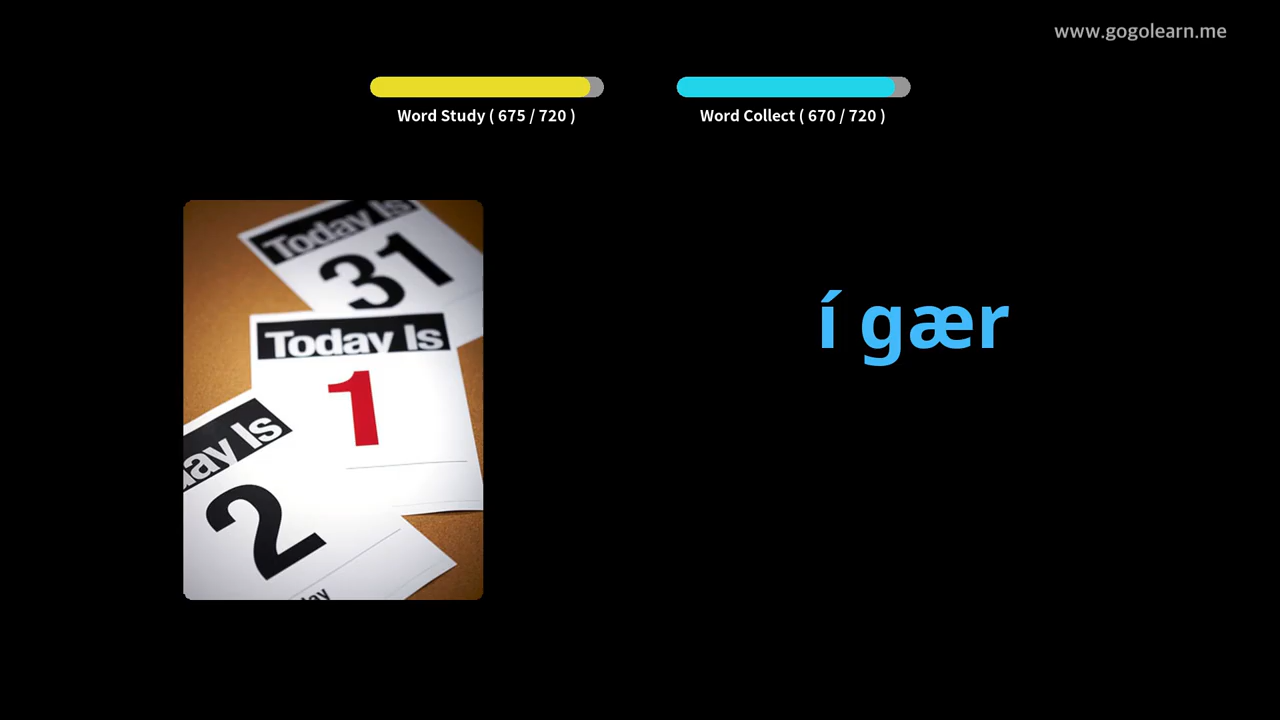 www.gogolearn.me
Word Study ( 675 / 720 )
Word Collect ( 670 / 720 )
Today Is
31
Today Is
1
ay Is
2
ay
í gær